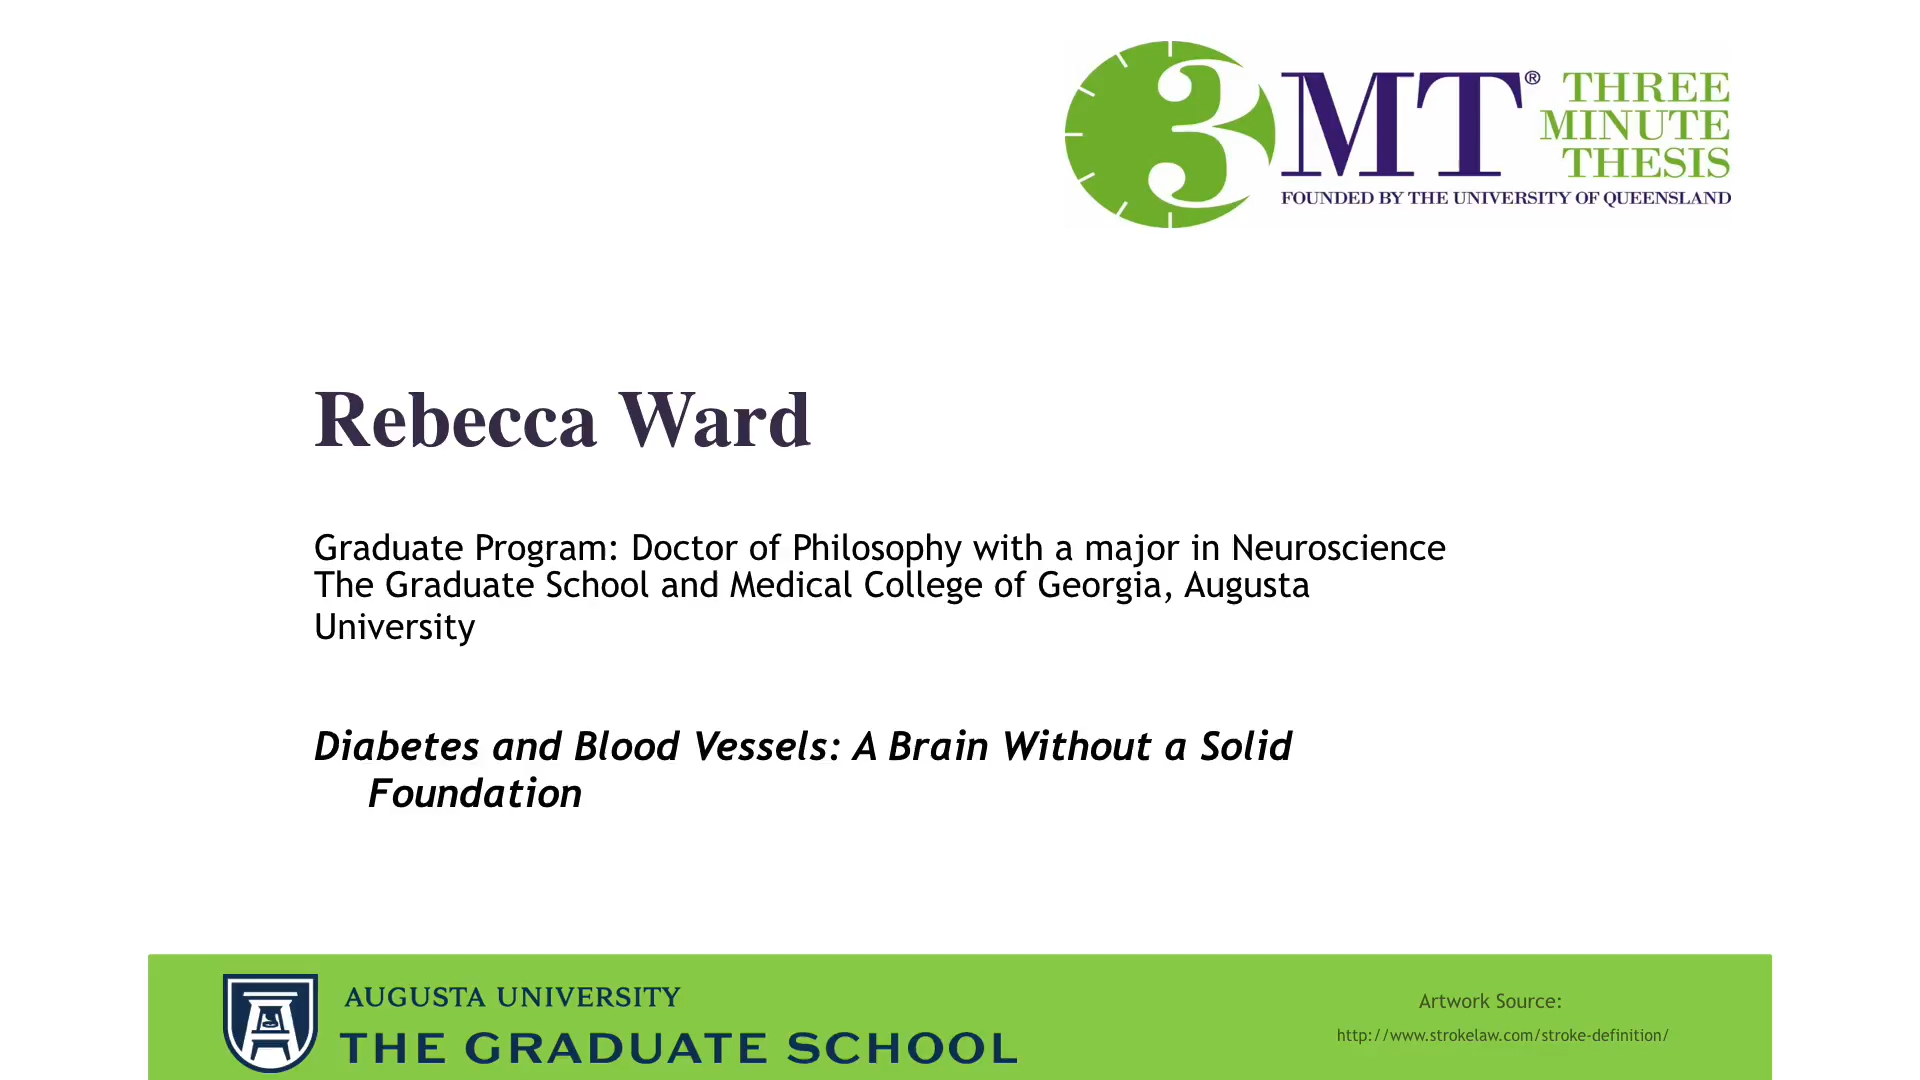 3MT® THREE
MINUTE
THESIS
FOUNDED BY THE UNIVERSITY OF QUEENSLAND
Rebecca Ward
Graduate Program: Doctor of Philosophy with a major in Neuroscience
The Graduate School and Medical College of Georgia, Augusta
University
Diabetes and Blood Vessels: A Brain Without a Solid
Foundation
AUGUSTA UNIVERSITY
THE GRADUATE SCHOOL
Artwork Source:
http://www.strokelaw.com/stroke-definition/